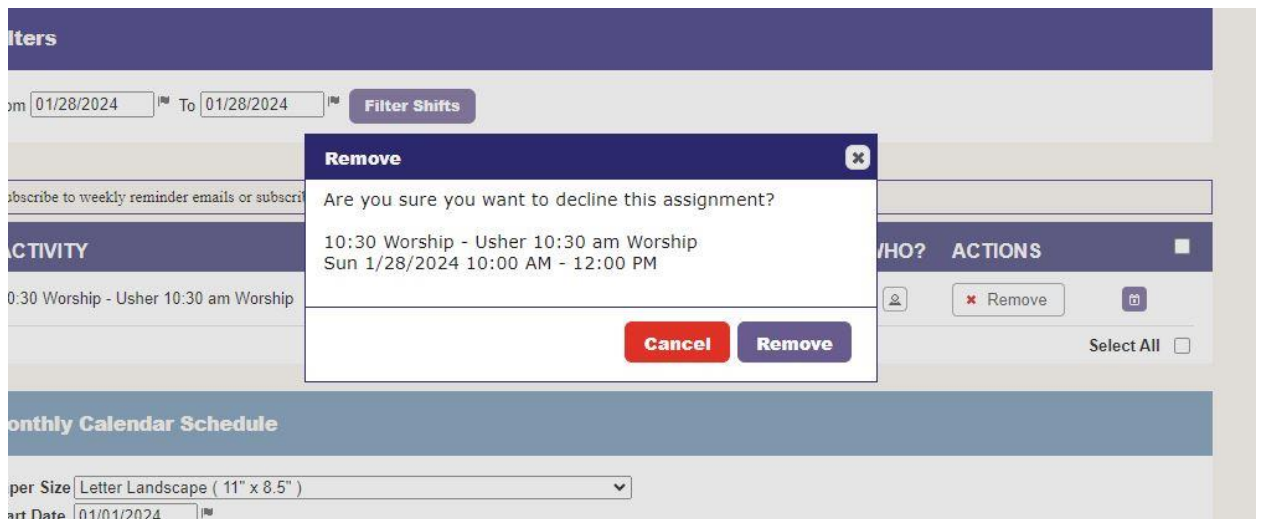 lters
om 01/28/2024 To 01/28/2024 Filter Shifts
Remove
Are you sure you want to decline this assignment?
10:30 Worship - Usher 10:30 am Worship
Sun 1/28/2024 10:00 AM - 12:00 PM
Cancel Remove
ubscribe to weekly reminder emails or subscri
ACTIVITY HO? ACTIONS
0:30 Worship - Usher 10:30 am Worship Remove
Select All
onthly Calendar Schedule
per Size Letter Landscape ( 11" x 8.5" )
art Date 01/01/2024